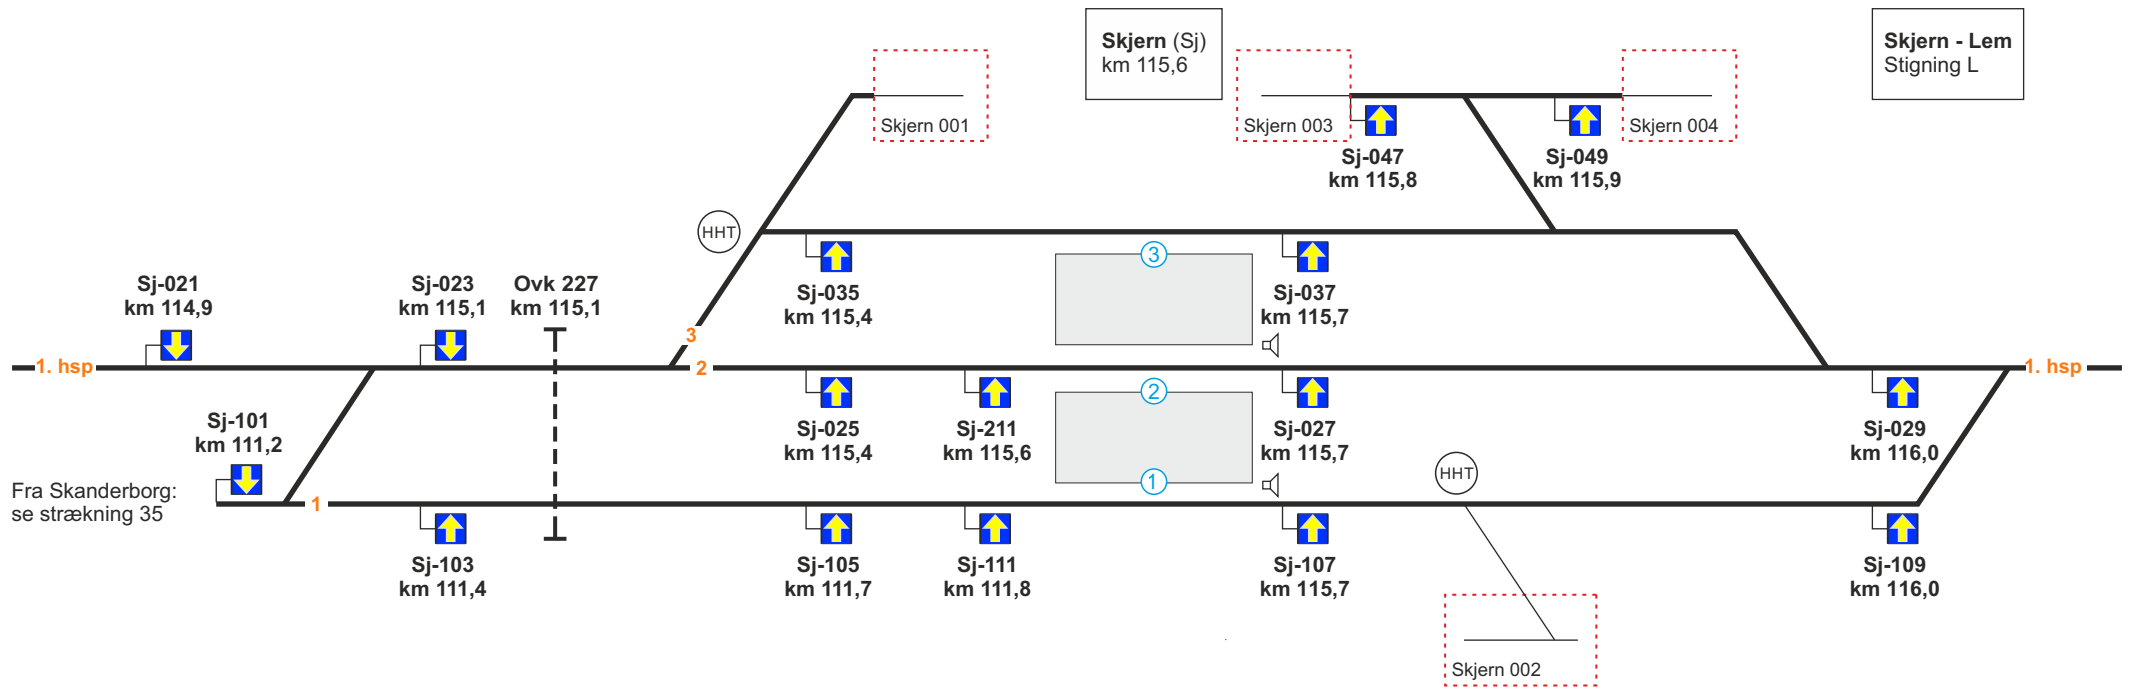 Skjern (Sj)
km 115,6
Skjern - Lem
Stigning L
Skjern 001
Skjern 003
Skjern 004
Sj-047
km 115,8
Sj-049
km 115,9
HHT
3
Sj-035
km 115,4
Sj-037
km 115,7
Sj-021
km 114,9
Sj-023
km 115,1
Ovk 227
km 115,1
3
1. hsp
2
1. hsp
2
Sj-025
km 115,4
Sj-211
km 115,6
Sj-027
km 115,7
Sj-029
km 116,0
Sj-101
km 111,2
HHT
1
Fra Skanderborg:
se strækning 35
1
Sj-103
km 111,4
Sj-105
km 111,7
Sj-111
km 111,8
Sj-107
km 115,7
Sj-109
km 116,0
Skjern 002